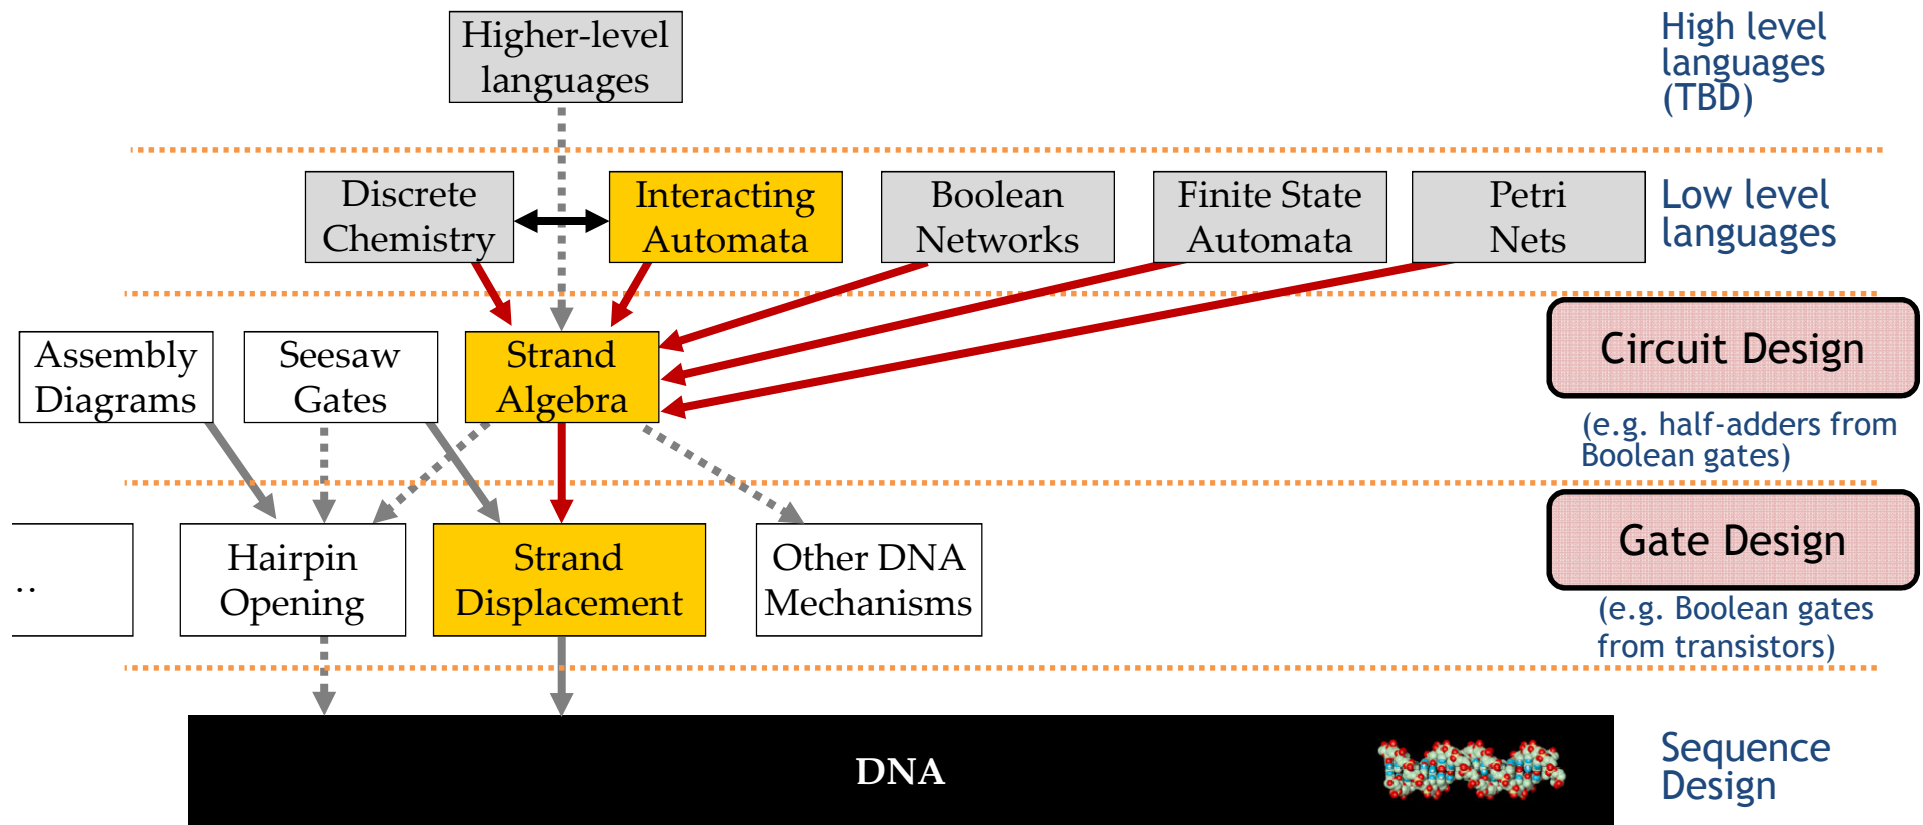 Higher-level
languages
High level
languages
(TBD)
Discrete
Chemistry
Interacting
Automata
Boolean
Networks
Finite State
Automata
Petri
Nets
Low level
languages
Assembly
Diagrams
Seesaw
Gates
Strand
Algebra
Circuit Design
(e.g. half-adders from
Boolean gates)
..
Hairpin
Opening
Strand
Displacement
Other DNA
Mechanisms
Gate Design
(e.g. Boolean gates
from transistors)
DNA
Sequence
Design